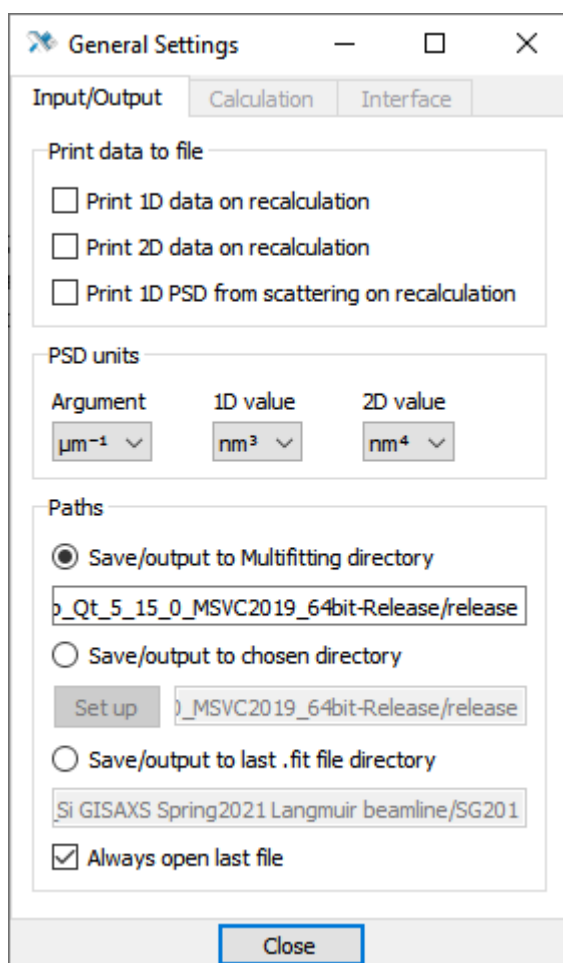 General Settings
Input/Output Calculation Interface
Print data to file
Print 1D data on recalculation
Print 2D data on recalculation
Print 1D PSD from scattering on recalculation
PSD units
Argument 1D value 2D value
µm⁻¹ nm³ nm⁴
Paths
Save/output to Multifitting directory
_Qt_5_15_0_MSVC2019_64bit-Release/release
Save/output to chosen directory
Set up _MSVC2019_64bit-Release/release
Save/output to last .fit file directory
_Si GISAXS Spring2021 Langmuir beamline/SG201
Always open last file
Close